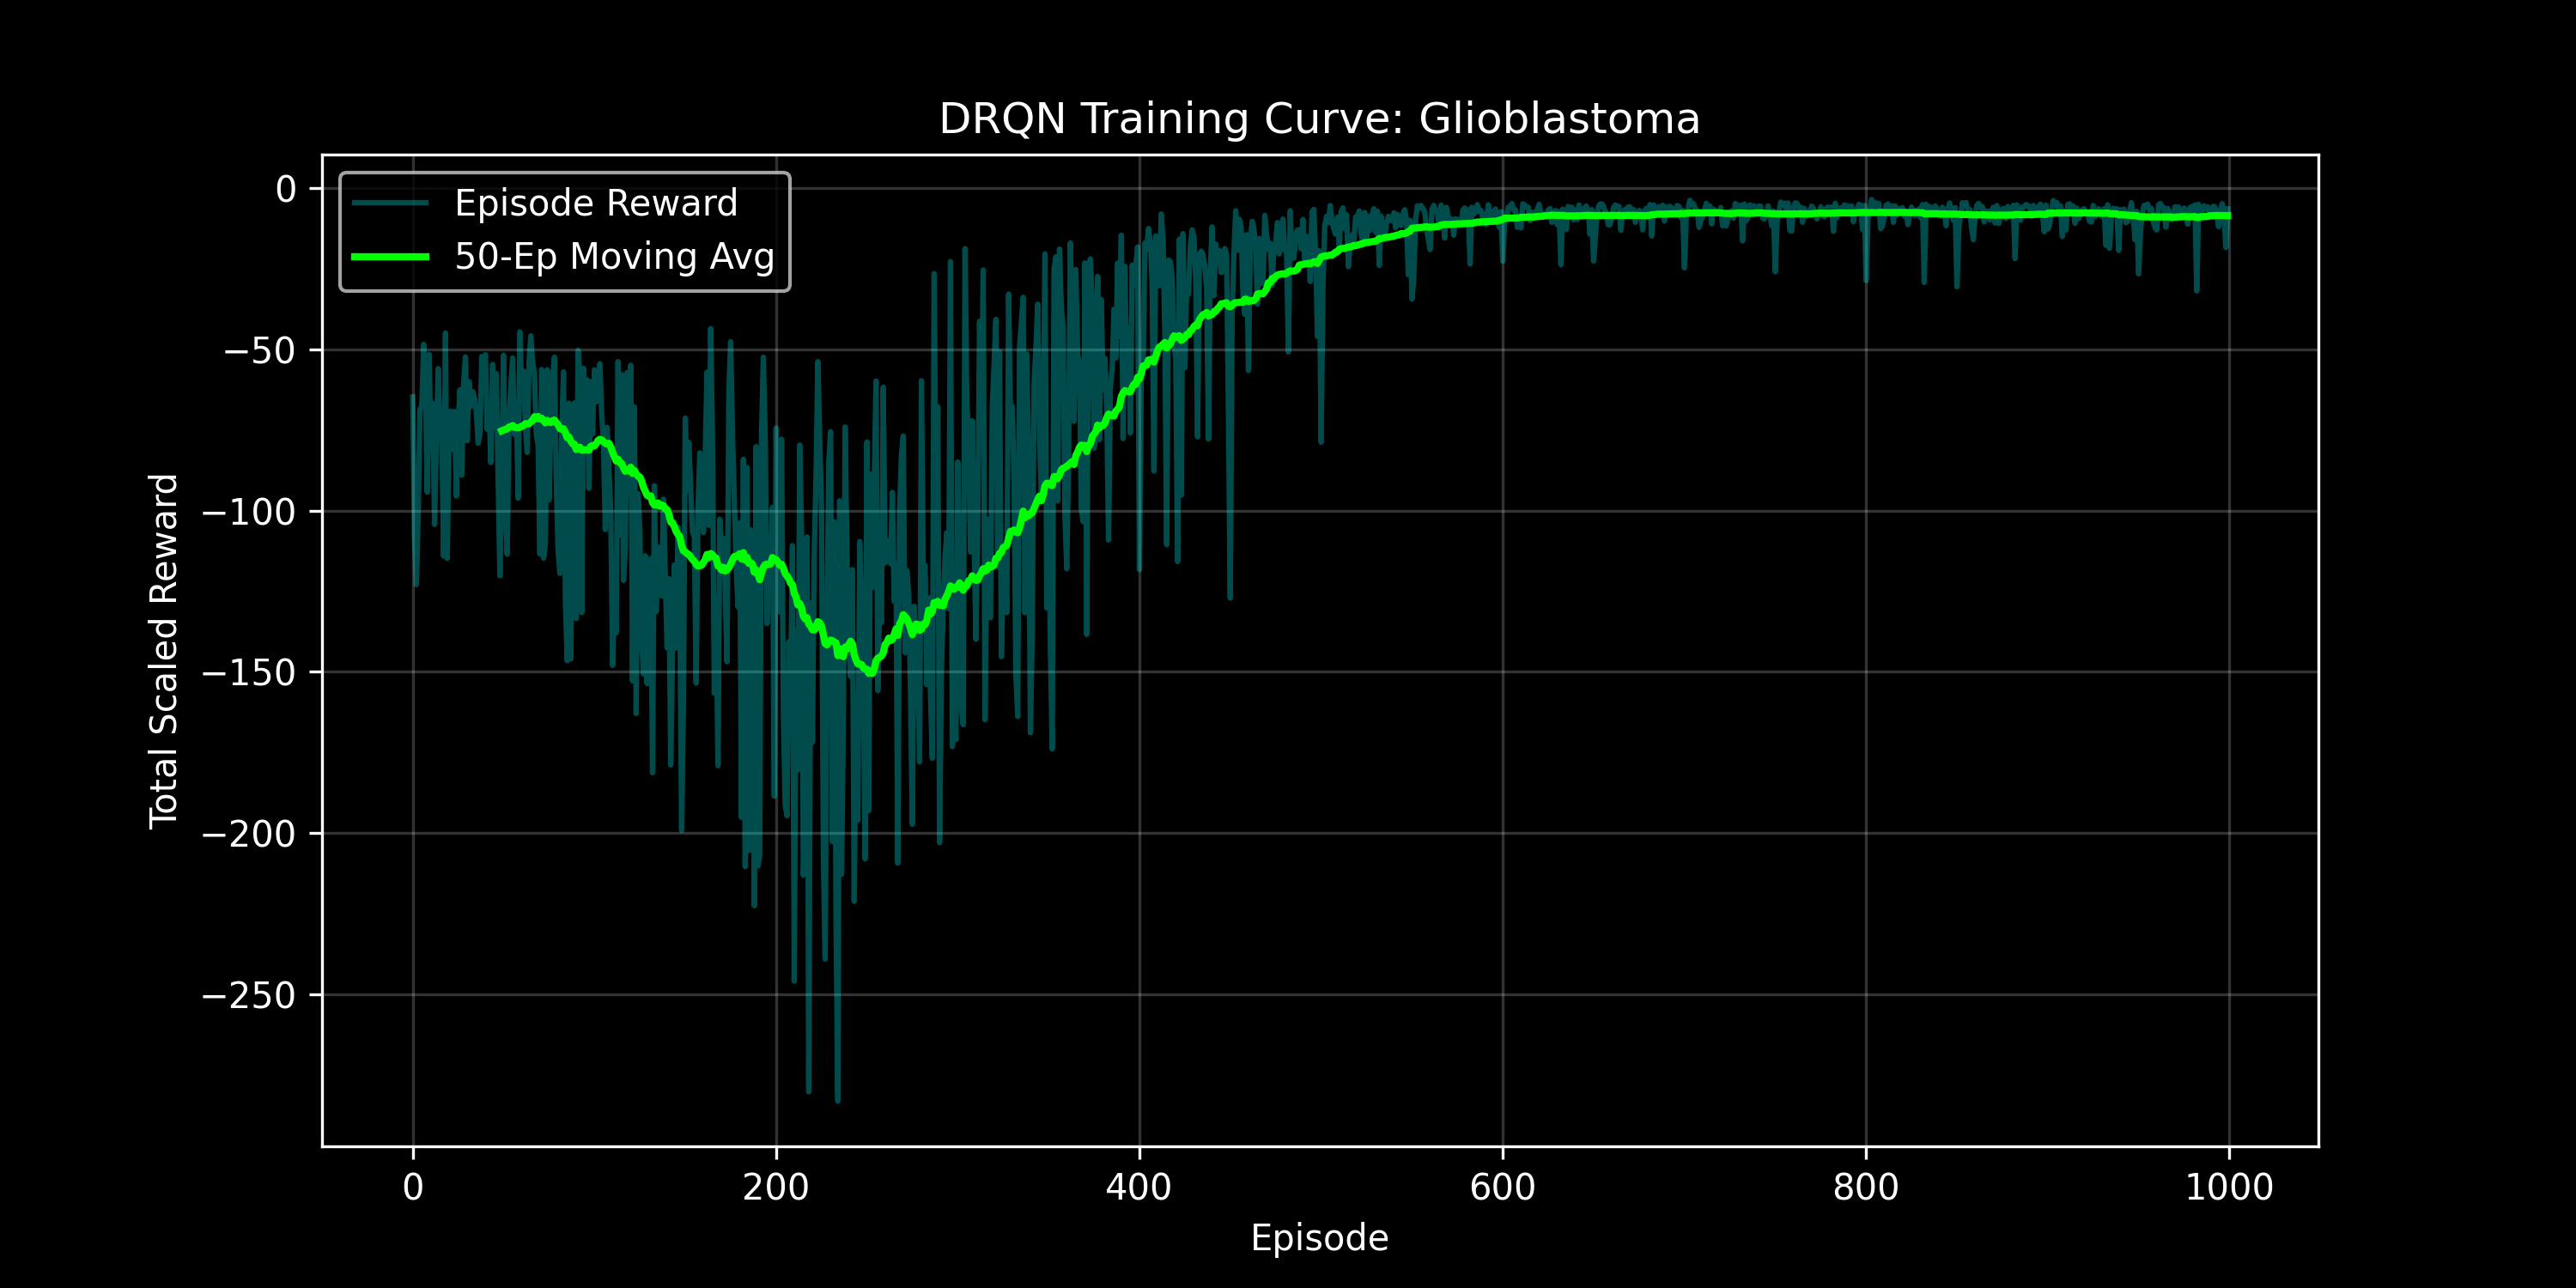 DRQN Training Curve: Glioblastoma
Episode Reward
50-Ep Moving Avg
Total Scaled Reward
0
−50
−100
−150
−200
−250
0
200
400
600
800
1000
Episode